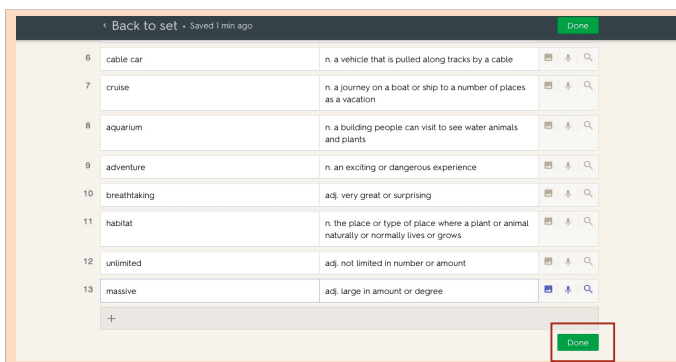 < Back to set • Saved 1 min ago Done
6 cable car n. a vehicle that is pulled along tracks by a cable
7 cruise n. a journey on a boat or ship to a number of places
as a vacation
8 aquarium n. a building people can visit to see water animals
and plants
9 adventure n. an exciting or dangerous experience
10 breathtaking adj. very great or surprising
11 habitat n. the place or type of place where a plant or animal
naturally or normally lives or grows
12 unlimited adj. not limited in number or amount
13 massive adj. large in amount or degree
+
Done